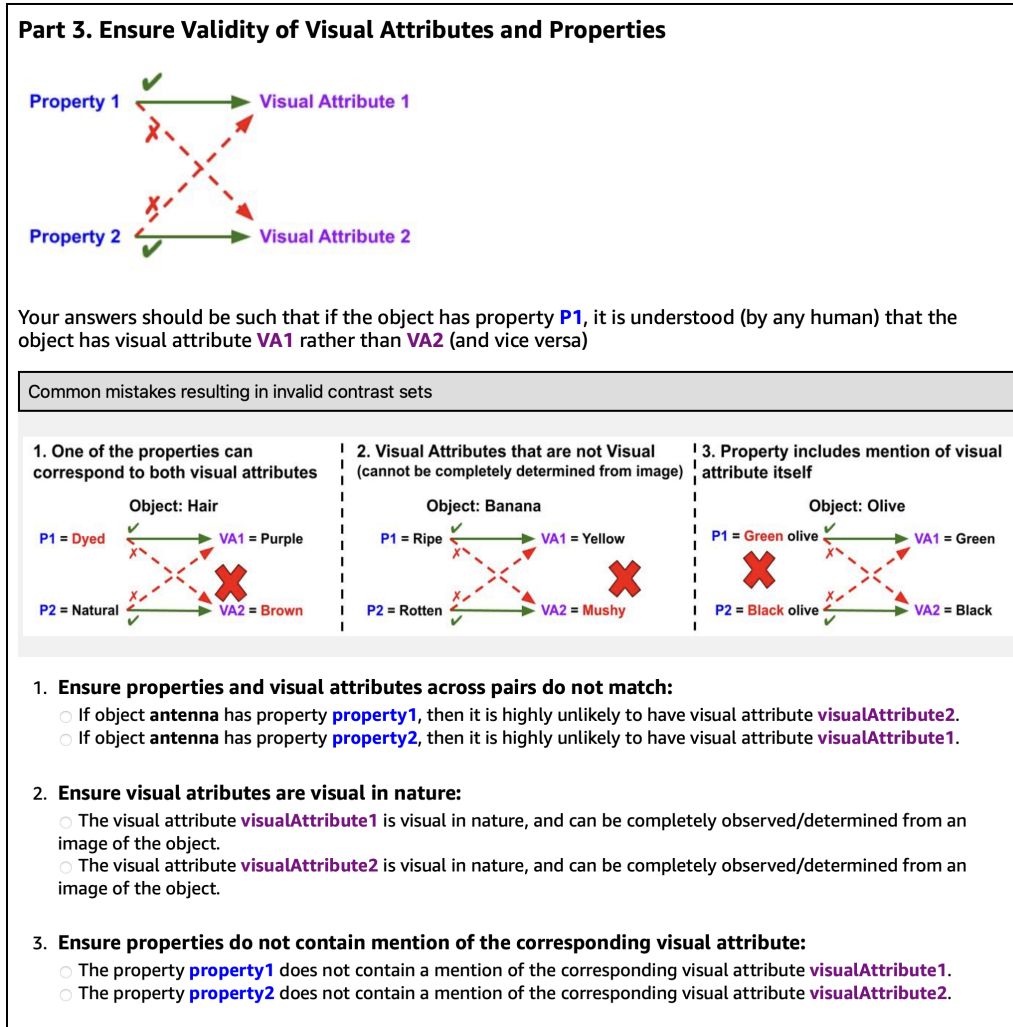 Part 3. Ensure Validity of Visual Attributes and Properties
Property 1
Visual Attribute 1
Property 2
Visual Attribute 2
Your answers should be such that if the object has property P1, it is understood (by any human) that the
object has visual attribute VA1 rather than VA2 (and vice versa)
Common mistakes resulting in invalid contrast sets
1. One of the properties can
correspond to both visual attributes
Object: Hair
P1 = Dyed
VA1 = Purple
P2 = Natural
VA2 = Brown
2. Visual Attributes that are not Visual
(cannot be completely determined from image)
Object: Banana
P1 = Ripe
VA1 = Yellow
P2 = Rotten
VA2 = Mushy
3. Property includes mention of visual
attribute itself
Object: Olive
P1 = Green olive
VA1 = Green
P2 = Black olive
VA2 = Black
1. Ensure properties and visual attributes across pairs do not match:
If object antenna has property property1, then it is highly unlikely to have visual attribute visualAttribute2.
If object antenna has property property2, then it is highly unlikely to have visual attribute visualAttribute1.
2. Ensure visual atributes are visual in nature:
The visual attribute visualAttribute1 is visual in nature, and can be completely observed/determined from an
image of the object.
The visual attribute visualAttribute2 is visual in nature, and can be completely observed/determined from an
image of the object.
3. Ensure properties do not contain mention of the corresponding visual attribute:
The property property1 does not contain a mention of the corresponding visual attribute visualAttribute1.
The property property2 does not contain a mention of the corresponding visual attribute visualAttribute2.